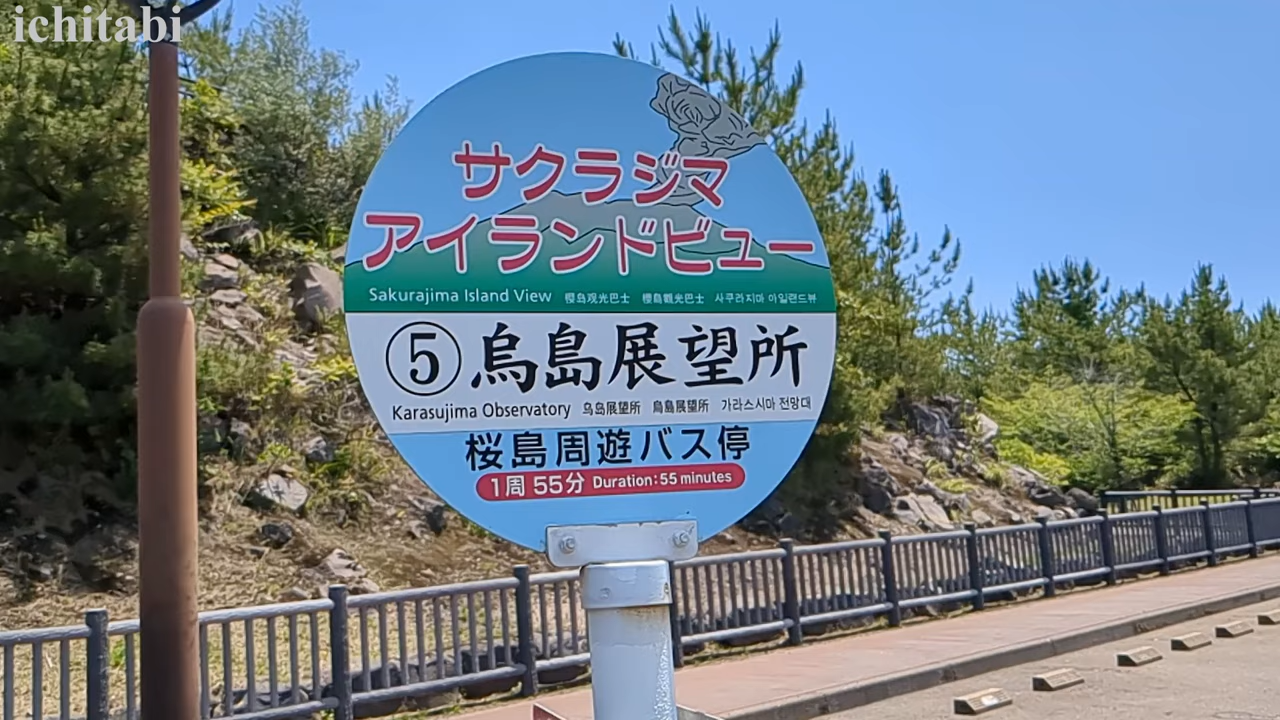 ichitabi
サクラジマ
アイランドビュー
Sakurajima Island View 樱岛观光巴士 櫻島觀光巴士 사쿠라지마 아일랜드뷰
⑤烏島展望所
Karasujima Observatory 乌岛展望所 烏島展望所 가라스시마 전망대
桜島周遊バス停
1周 55分 Duration:55 minutes